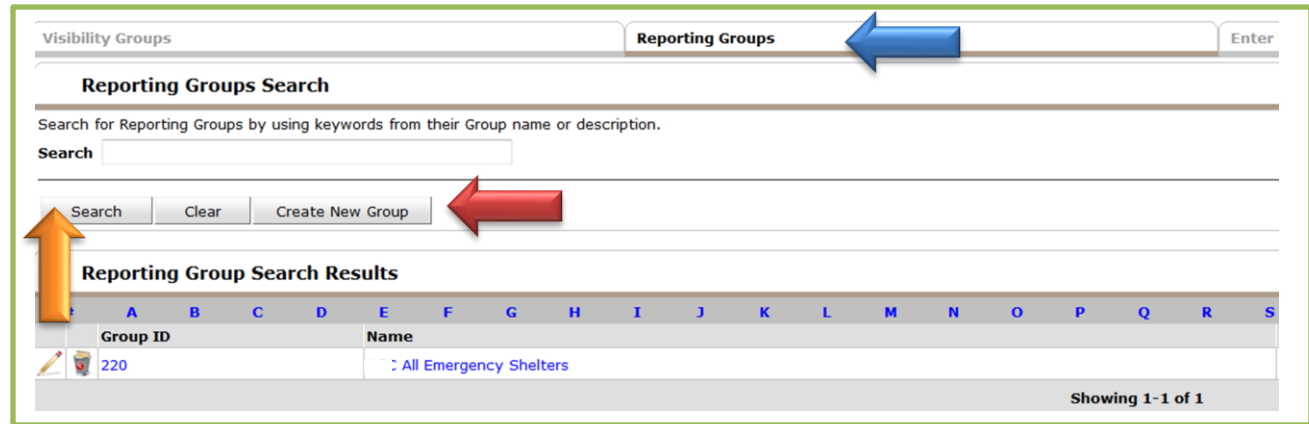 Visibility Groups Reporting Groups Enter
Reporting Groups Search
Search for Reporting Groups by using keywords from their Group name or description.
Search
Search Clear Create New Group
Reporting Group Search Results
A B C D E F G H I J K L M N O P Q R S
Group ID Name
220 All Emergency Shelters
Showing 1-1 of 1